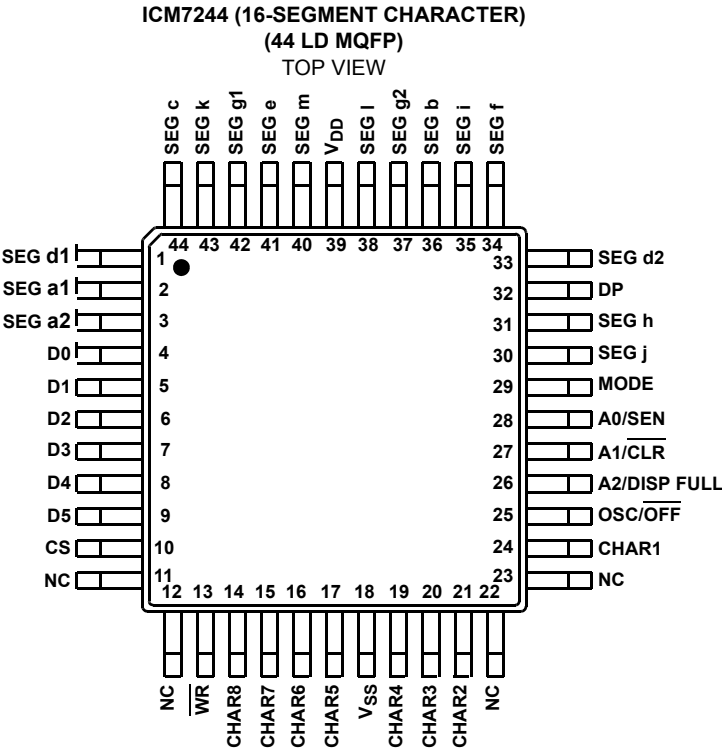 ICM7244 (16-SEGMENT CHARACTER)
(44 LD MQFP)
TOP VIEW
SEG c
SEG k
SEG g1
SEG e
SEG m
VDD
SEG l
SEG g2
SEG b
SEG i
SEG f
44 43 42 41 40 39 38 37 36 35 34
SEG d1 1
SEG a1 2
SEG a2 3
D0 4
D1 5
D2 6
D3 7
D4 8
D5 9
CS 10
NC 11
33 SEG d2
32 DP
31 SEG h
30 SEG j
29 MODE
28 A0/SEN
27 A1/C̅L̅R̅
26 A2/DISP FULL
25 OSC/O̅F̅F̅
24 CHAR1
23 NC
12 13 14 15 16 17 18 19 20 21 22
NC
W̅R̅
CHAR8
CHAR7
CHAR6
CHAR5
VSS
CHAR4
CHAR3
CHAR2
NC